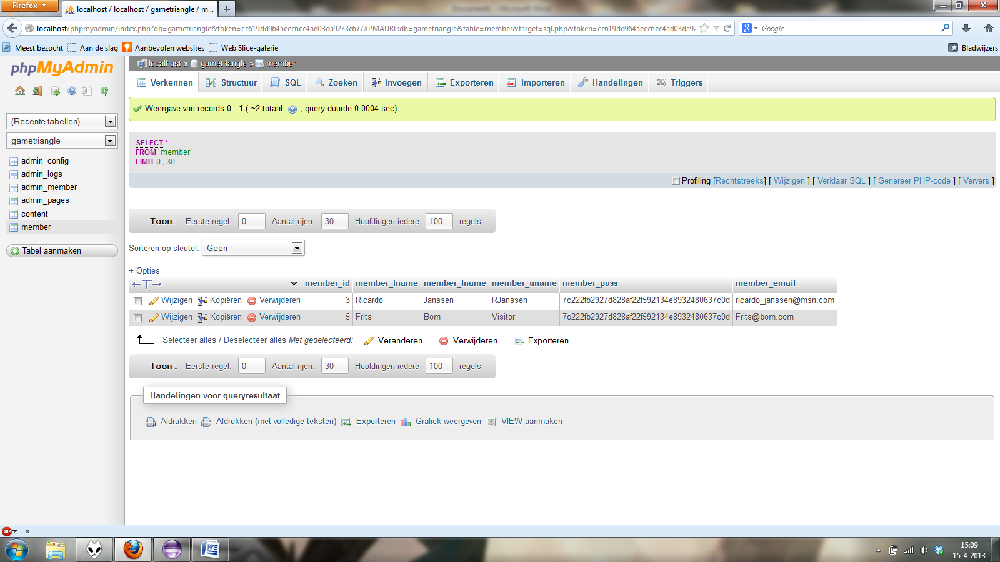 Firefox
localhost / localhost / gametriangle / m...
localhost/phpmyadmin/index.php?db=gametriangle&token=ce619dd9645eec6ec4ad03da9233e677#PMAURL:db=gametriangle&table=member&target=sql.php&token=ce619dd9645eec6ec4ad03da92
Google
Meest bezocht Aan de slag Aanbevolen websites Web Slice-galerie Bladwijzers
phpMyAdmin
(Recente tabellen) ...
gametriangle
admin_config
admin_logs
admin_member
admin_pages
content
member
Tabel aanmaken
localhost » gametriangle » member
Verkennen Structuur SQL Zoeken Invoegen Exporteren Importeren Handelingen Triggers
Weergave van records 0 - 1 ( ~2 totaal , query duurde 0.0004 sec)
SELECT *
FROM `member`
LIMIT 0 , 30
Profiling [Rechtstreeks] [ Wijzigen ] [ Verklaar SQL ] [ Genereer PHP-code ] [ Ververs ]
Toon : Eerste regel: 0 Aantal rijen: 30 Hoofdingen iedere 100 regels
Sorteren op sleutel: Geen
+ Opties
←T→ member_id member_fname member_lname member_uname member_pass member_email
Wijzigen Kopiëren Verwijderen 3 Ricardo Janssen RJanssen 7c222fb2927d828af22f592134e8932480637c0d ricardo_janssen@msn.com
Wijzigen Kopiëren Verwijderen 5 Frits Bom Visitor 7c222fb2927d828af22f592134e8932480637c0d Frits@bom.com
Selecteer alles / Deselecteer alles Met geselecteerd: Veranderen Verwijderen Exporteren
Toon : Eerste regel: 0 Aantal rijen: 30 Hoofdingen iedere 100 regels
Handelingen voor queryresultaat
Afdrukken Afdrukken (met volledige teksten) Exporteren Grafiek weergeven VIEW aanmaken
ABP
15:09
15-4-2013